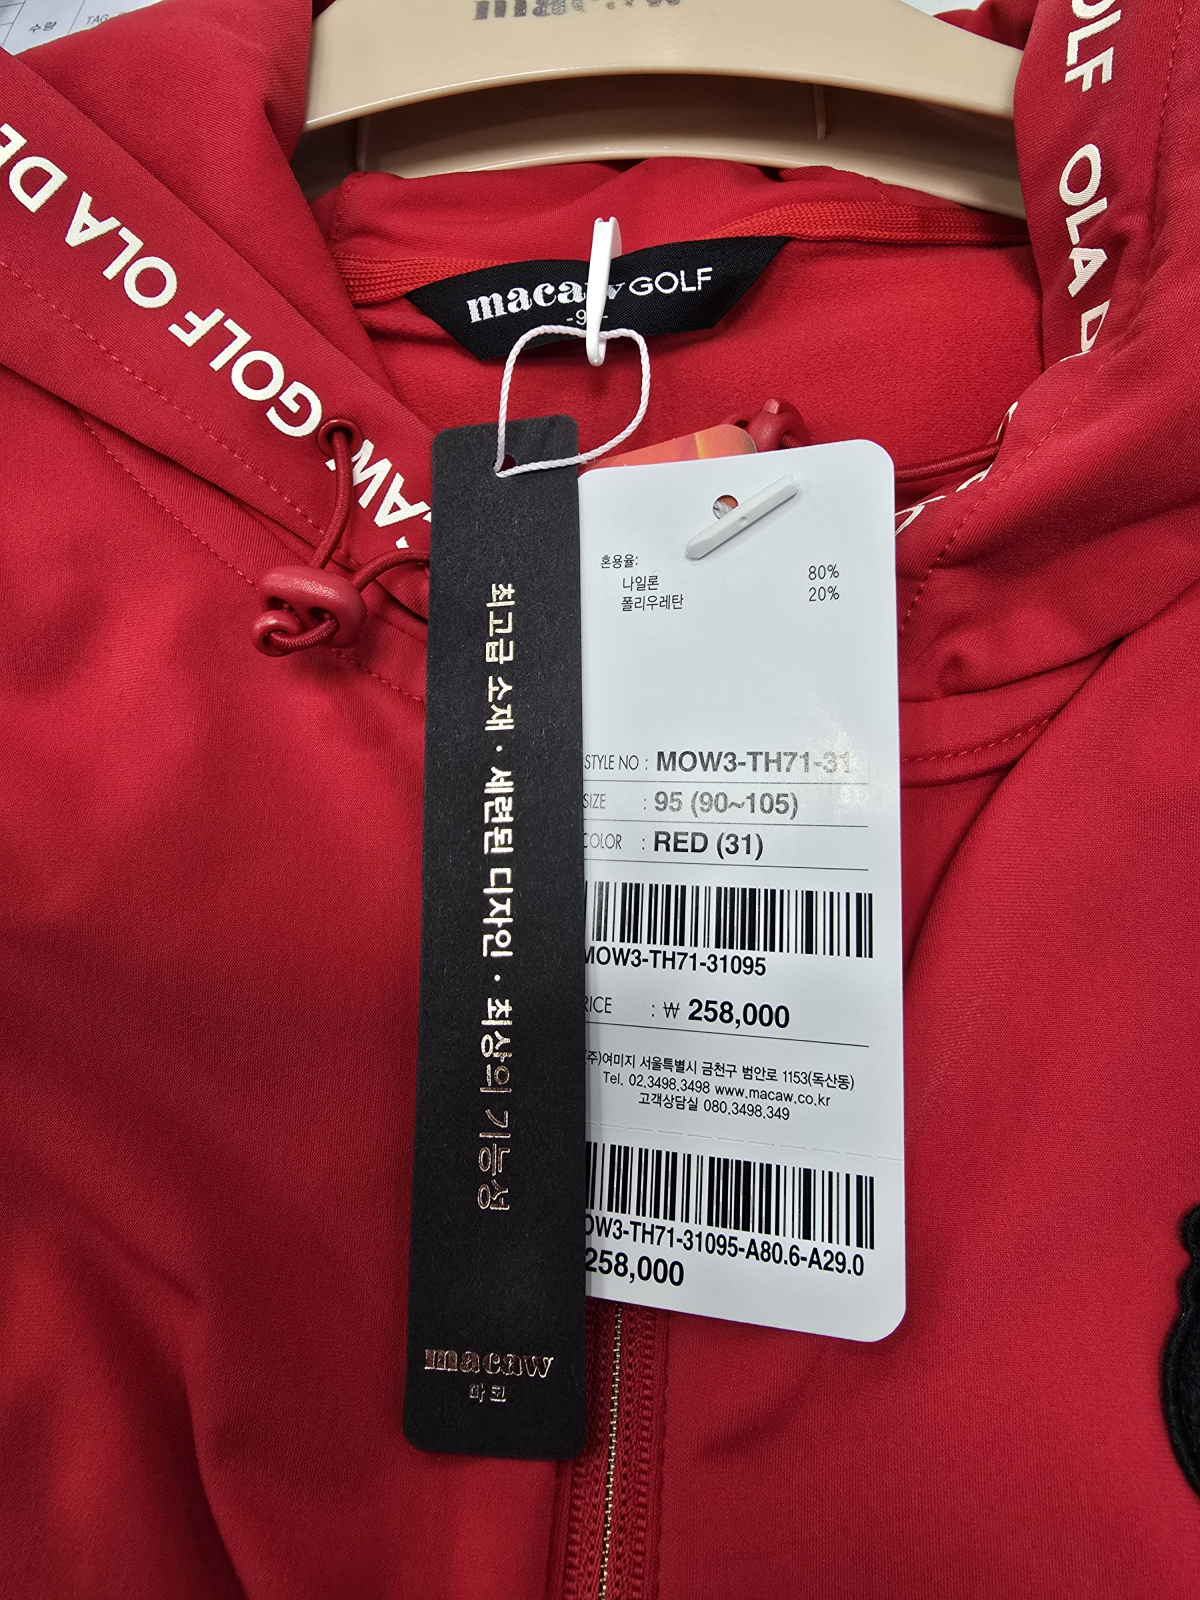 수량
TAG
macaw
GOLF OLA
GOLF OLA
macaw GOLF
혼용율:
나일론 80%
폴리우레탄 20%
STYLE NO : MOW3-TH71-31
SIZE : 95 (90~105)
COLOR : RED (31)
MOW3-TH71-31095
RICE : ₩ 258,000
(주)여미지 서울특별시 금천구 범안로 1153(독산동)
Tel. 02.3498.3498 www.macaw.co.kr
고객상담실 080.3498.349
OW3-TH71-31095-A80.6-A29.0
258,000
최고급 소재 · 세련된 디자인 · 최상의 기능성
macaw
마코